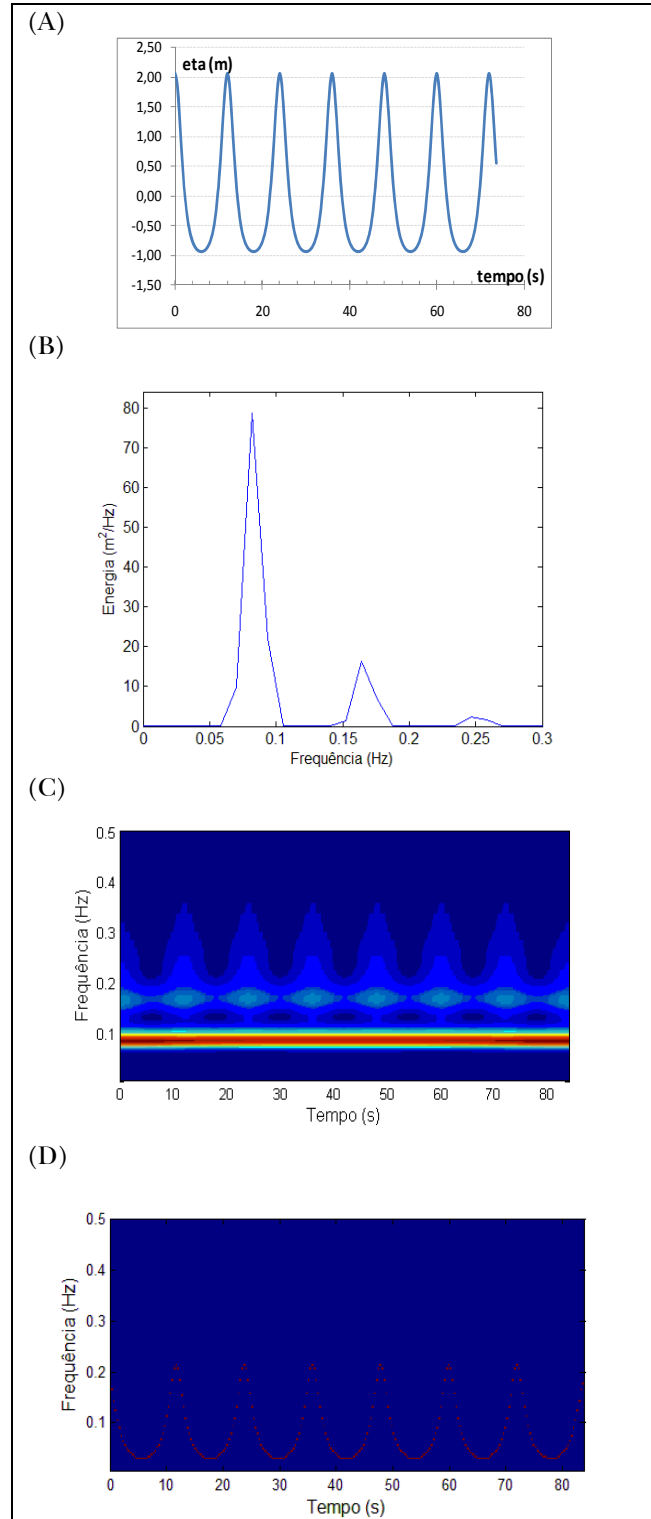 (A)
2,50
eta (m)
2,00
1,50
1,00
0,50
0,00
-0,50
-1,00
tempo (s)
-1,50
0 20 40 60 80
(B)
80
70
60
50
40
30
20
10
0
Energia (m²/Hz)
0 0.05 0.1 0.15 0.2 0.25 0.3
Frequência (Hz)
(C)
0.5
0.4
0.3
0.2
0.1
Frequência (Hz)
0 10 20 30 40 50 60 70 80
Tempo (s)
(D)
0.5
0.4
0.3
0.2
0.1
Frequência (Hz)
0 10 20 30 40 50 60 70 80
Tempo (s)